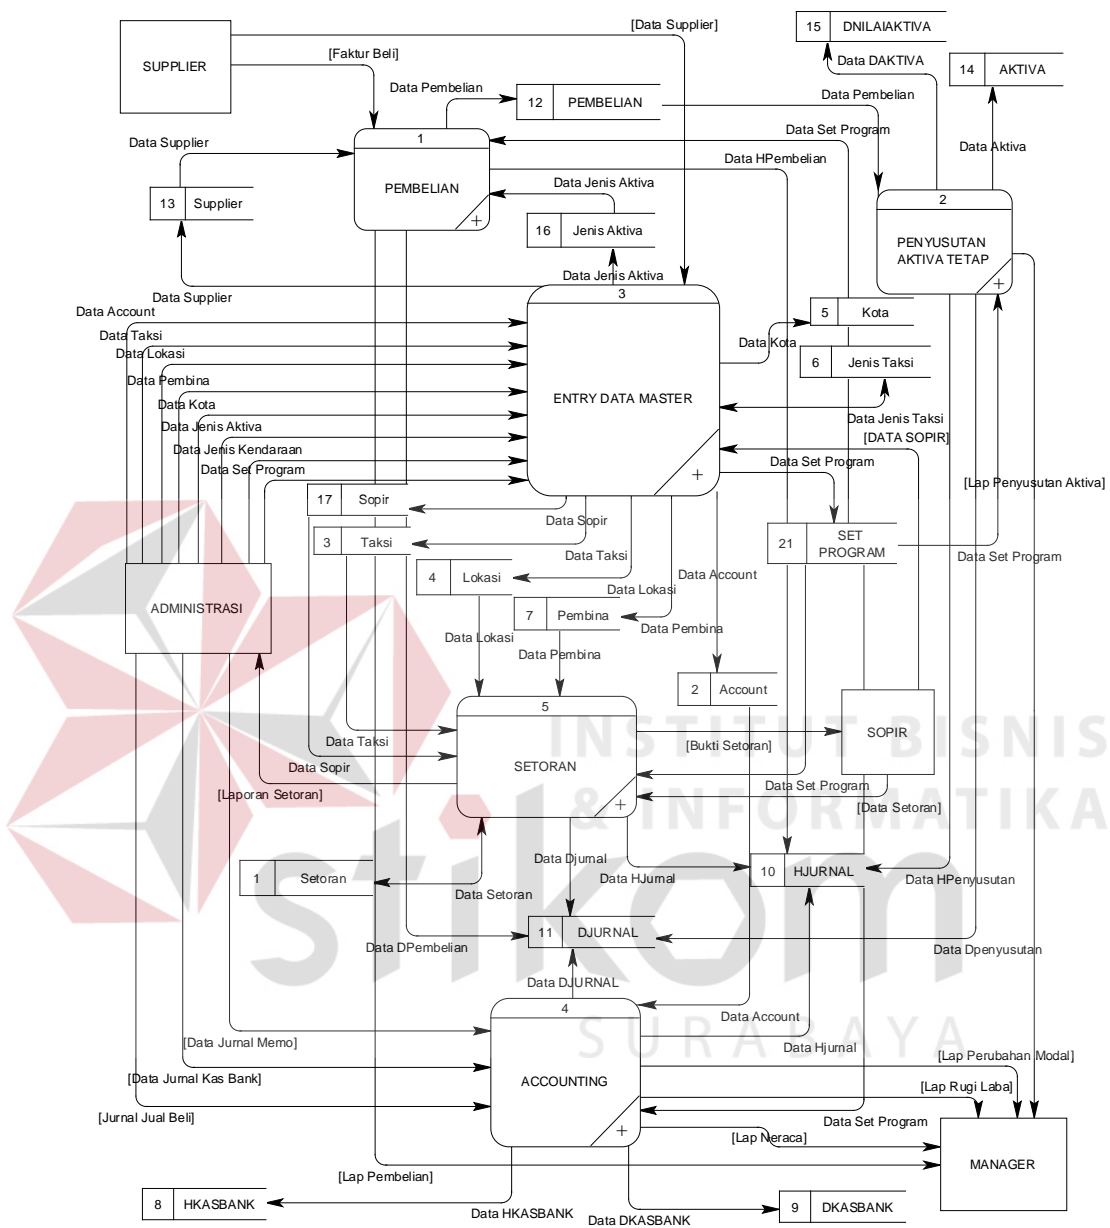 [Data Supplier]
15 DNILAIAKTIVA
[Faktur Beli]
SUPPLIER
Data DAKTIVA
14 AKTIVA
Data Pembelian
12 PEMBELIAN
Data Pembelian
Data Supplier
1
Data Set Program
Data Aktiva
Data HPembelian
PEMBELIAN
Data Jenis Aktiva
13 Supplier
+
2
16 Jenis Aktiva
PENYUSUTAN
AKTIVA TETAP
+
Data Jenis Aktiva
Data Supplier
3
Data Account
5 Kota
Data Taksi
Data Kota
Data Lokasi
6 Jenis Taksi
Data Pembina
ENTRY DATA MASTER
Data Kota
Data Jenis Taksi
Data Jenis Aktiva
[DATA SOPIR]
Data Jenis Kendaraan
Data Set Program
Data Set Program
+
[Lap Penyusutan Aktiva]
17 Sopir
Data Sopir
3 Taksi
21 SET
PROGRAM
Data Taksi
Data Set Program
4 Lokasi
Data Account
Data Lokasi
ADMINISTRASI
7 Pembina
Data Pembina
Data Lokasi
Data Pembina
2 Account
5
INSTITUT BISNIS
SOPIR
Data Taksi
[Bukti Setoran]
SETORAN
Data Sopir
Data Set Program
[Laporan Setoran]
+
[Data Setoran]
& INFORMATIKA
stikom
Data Djurnal
1 Setoran
Data HJurnal
10 HJURNAL
Data HPenyusutan
Data Setoran
11 DJURNAL
Data DPembelian
Data Dpenyusutan
Data DJURNAL
4
Data Account
SURABAYA
[Data Jurnal Memo]
Data Hjurnal
[Lap Perubahan Modal]
[Data Jurnal Kas Bank]
ACCOUNTING
[Lap Rugi Laba]
[Jurnal Jual Beli]
Data Set Program
+
[Lap Neraca]
MANAGER
[Lap Pembelian]
8 HKASBANK
9 DKASBANK
Data HKASBANK
Data DKASBANK